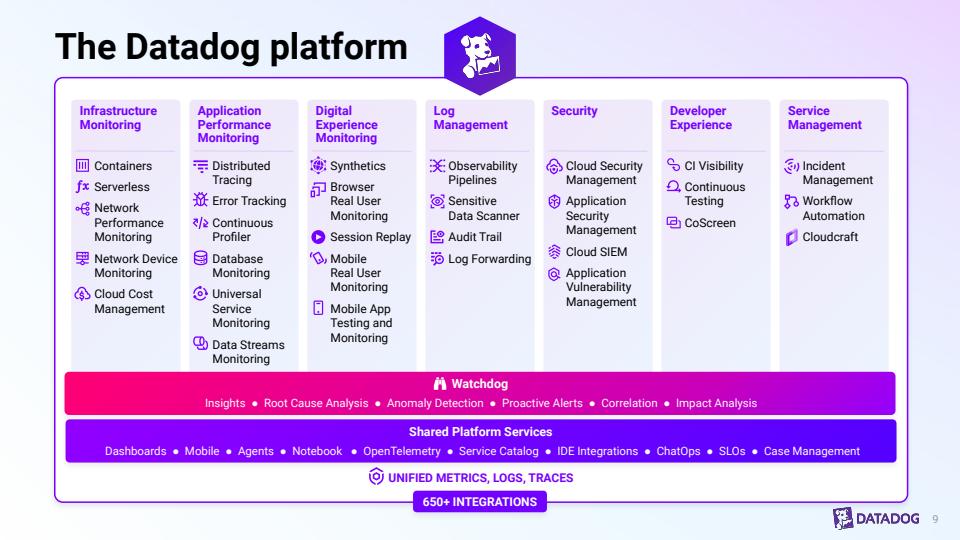 The Datadog platform
Infrastructure
Monitoring
Containers
Serverless
Network
Performance
Monitoring
Network Device
Monitoring
Cloud Cost
Management
Application
Performance
Monitoring
Distributed
Tracing
Error Tracking
Continuous
Profiler
Database
Monitoring
Universal
Service
Monitoring
Data Streams
Monitoring
Digital
Experience
Monitoring
Synthetics
Browser
Real User
Monitoring
Session Replay
Mobile
Real User
Monitoring
Mobile App
Testing and
Monitoring
Log
Management
Observability
Pipelines
Sensitive
Data Scanner
Audit Trail
Log Forwarding
Security
Cloud Security
Management
Application
Security
Management
Cloud SIEM
Application
Vulnerability
Management
Developer
Experience
CI Visibility
Continuous
Testing
CoScreen
Service
Management
Incident
Management
Workflow
Automation
Cloudcraft
Watchdog
Insights ● Root Cause Analysis ● Anomaly Detection ● Proactive Alerts ● Correlation ● Impact Analysis
Shared Platform Services
Dashboards ● Mobile ● Agents ● Notebook ● OpenTelemetry ● Service Catalog ● IDE Integrations ● ChatOps ● SLOs ● Case Management
UNIFIED METRICS, LOGS, TRACES
650+ INTEGRATIONS
DATADOG
9